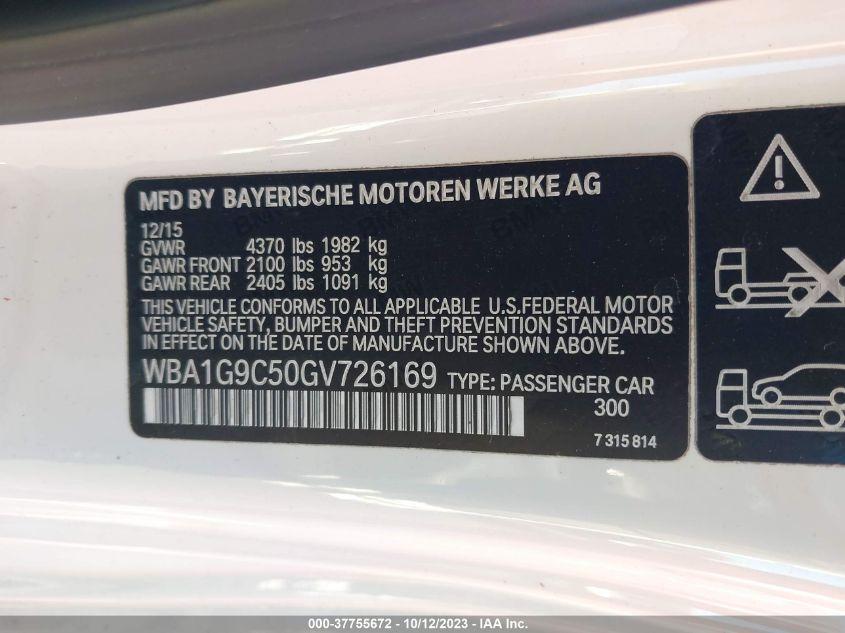 MFD BY BAYERISCHE MOTOREN WERKE AG
12/15
GVWR 4370 lbs 1982 kg
GAWR FRONT 2100 lbs 953 kg
GAWR REAR 2405 lbs 1091 kg
THIS VEHICLE CONFORMS TO ALL APPLICABLE U.S.FEDERAL MOTOR
VEHICLE SAFETY, BUMPER AND THEFT PREVENTION STANDARDS
IN EFFECT ON THE DATE OF MANUFACTURE SHOWN ABOVE.
WBA1G9C50GV726169 TYPE: PASSENGER CAR
300
7 315 814
000-37755672 - 10/12/2023 - IAA Inc.